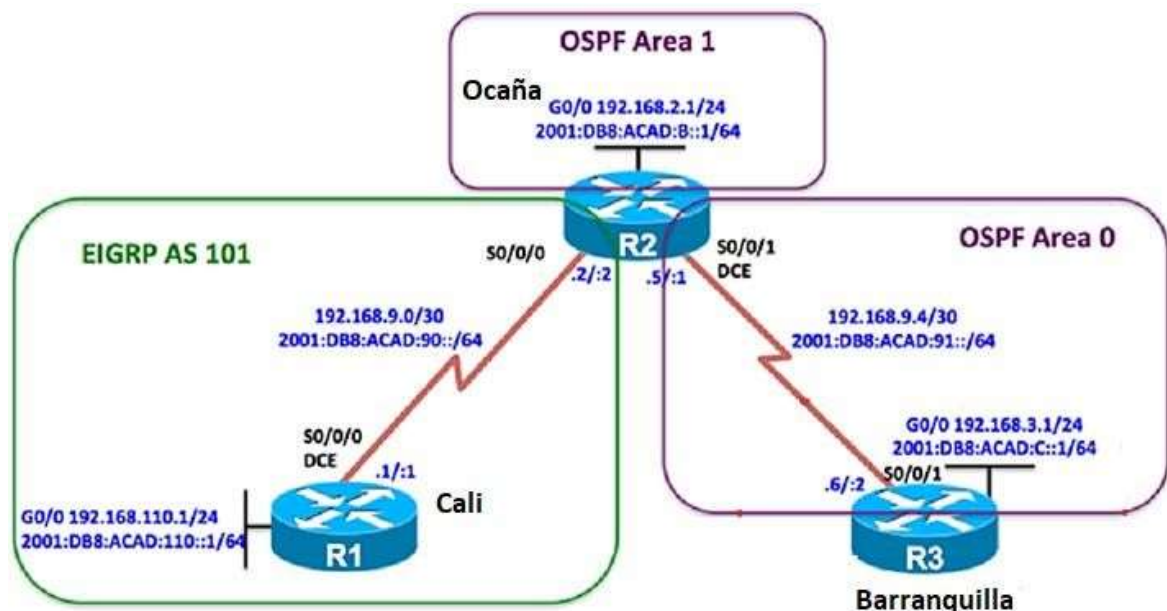 OSPF Area 1
Ocaña
G0/0 192.168.2.1/24
2001:DB8:ACAD:B::1/64
R2
EIGRP AS 101
S0/0/0
.2/:2
.5/:1
S0/0/1
DCE
OSPF Area 0
192.168.9.0/30
2001:DB8:ACAD:90::/64
192.168.9.4/30
2001:DB8:ACAD:91::/64
S0/0/0
DCE
.1/:1
Cali
G0/0 192.168.110.1/24
2001:DB8:ACAD:110::1/64
R1
G0/0 192.168.3.1/24
2001:DB8:ACAD:C::1/64
.6/:2
S0/0/1
R3
Barranquilla